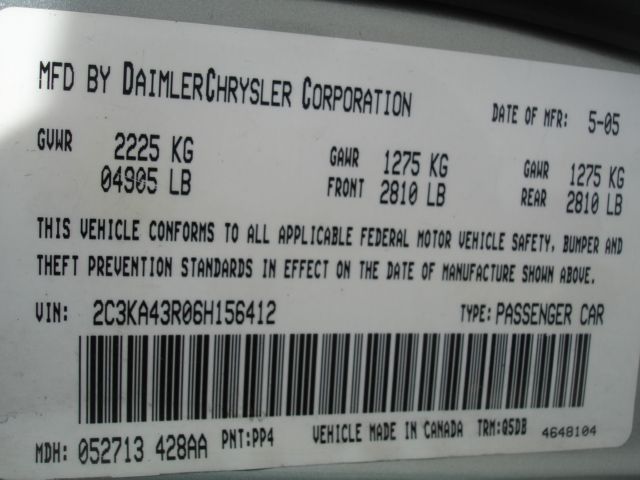 MFD BY DAIMLERCHRYSLER CORPORATION DATE OF MFR: 5-05
GVWR 2225 KG GAWR 1275 KG GAWR 1275 KG
04905 LB FRONT 2810 LB REAR 2810 LB
THIS VEHICLE CONFORMS TO ALL APPLICABLE FEDERAL MOTOR VEHICLE SAFETY, BUMPER AND
THEFT PREVENTION STANDARDS IN EFFECT ON THE DATE OF MANUFACTURE SHOWN ABOVE.
VIN: 2C3KA43R06H156412 TYPE: PASSENGER CAR
MDH: 052713 428AA PNT:PP4 VEHICLE MADE IN CANADA TRM:Q5DB 4648104